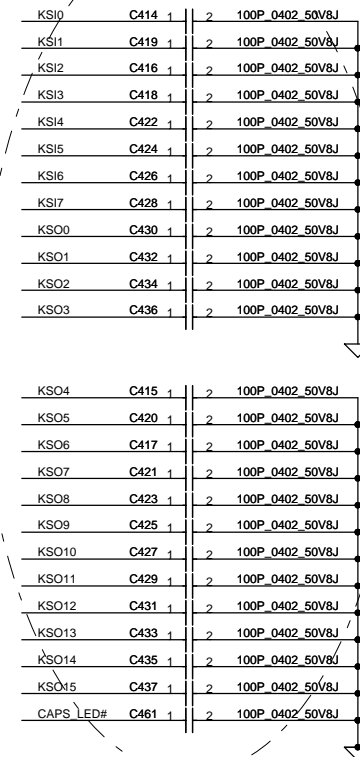 KSI0 C414 1 2 100P_0402_50V8J
KSI1 C419 1 2 100P_0402_50V8J
KSI2 C416 1 2 100P_0402_50V8J
KSI3 C418 1 2 100P_0402_50V8J
KSI4 C422 1 2 100P_0402_50V8J
KSI5 C424 1 2 100P_0402_50V8J
KSI6 C426 1 2 100P_0402_50V8J
KSI7 C428 1 2 100P_0402_50V8J
KSO0 C430 1 2 100P_0402_50V8J
KSO1 C432 1 2 100P_0402_50V8J
KSO2 C434 1 2 100P_0402_50V8J
KSO3 C436 1 2 100P_0402_50V8J
KSO4 C415 1 2 100P_0402_50V8J
KSO5 C420 1 2 100P_0402_50V8J
KSO6 C417 1 2 100P_0402_50V8J
KSO7 C421 1 2 100P_0402_50V8J
KSO8 C423 1 2 100P_0402_50V8J
KSO9 C425 1 2 100P_0402_50V8J
KSO10 C427 1 2 100P_0402_50V8J
KSO11 C429 1 2 100P_0402_50V8J
KSO12 C431 1 2 100P_0402_50V8J
KSO13 C433 1 2 100P_0402_50V8J
KSO14 C435 1 2 100P_0402_50V8J
KSO15 C437 1 2 100P_0402_50V8J
CAPS_LED# C461 1 2 100P_0402_50V8J